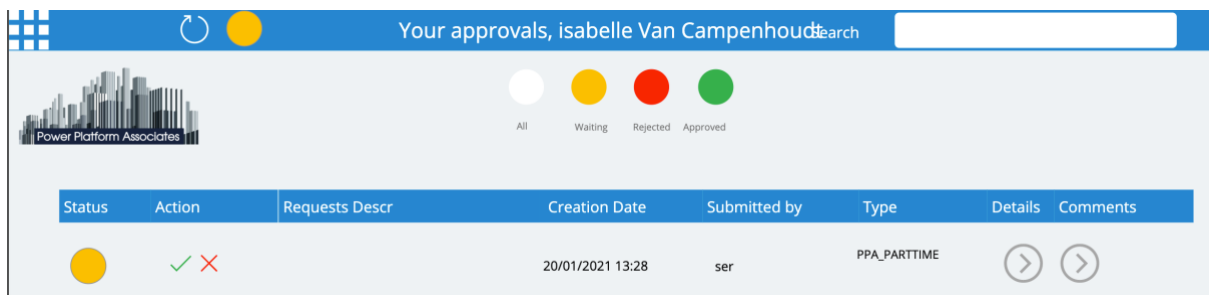 Your approvals, isabelle Van Campenhoudt
search
All Waiting Rejected Approved
Power Platform Associates
Status Action Requests Descr Creation Date Submitted by Type Details Comments
20/01/2021 13:28 ser PPA_PARTTIME